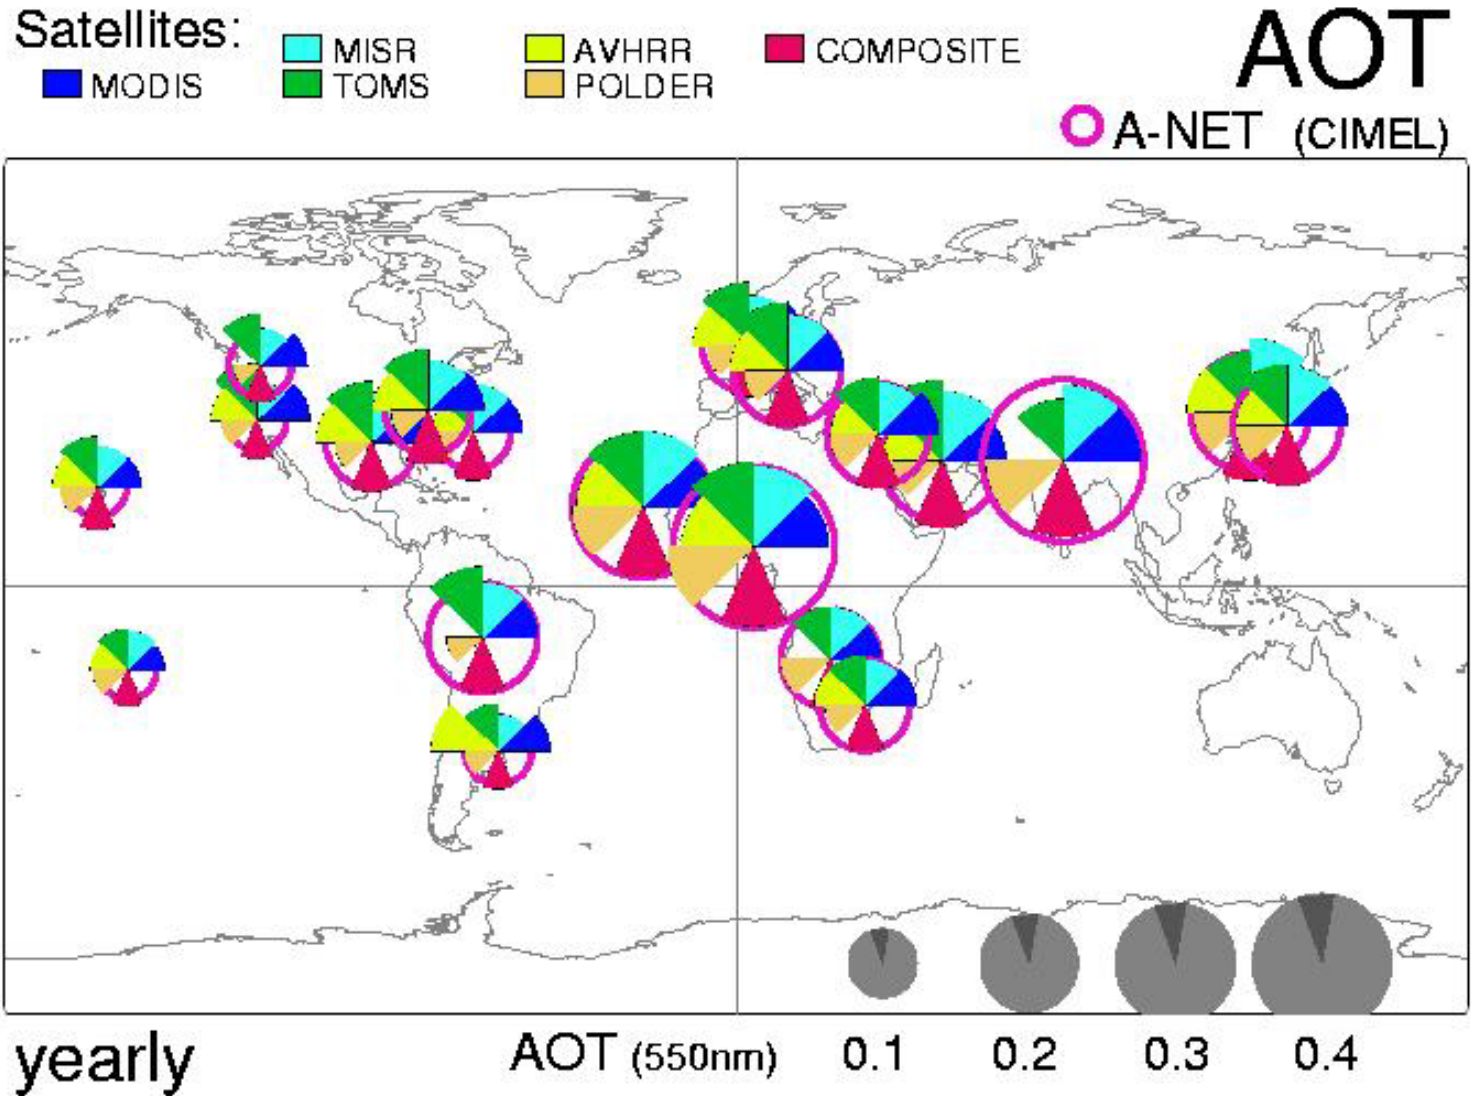 Satellites:
MISR
AVHRR
COMPOSITE
AOT
MODIS
TOMS
POLDER
A-NET (CIMEL)
yearly
AOT (550nm) 0.1 0.2 0.3 0.4